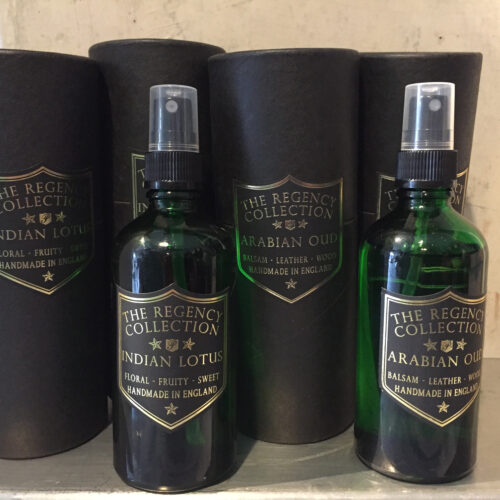 THE REGENCY
COLLECTION
INDIAN LOTUS
FLORAL - FRUITY - SWEET
HANDMADE IN ENGLAND
THE REGENCY
COLLECTION
ARABIAN OUD
BALSAM - LEATHER - WOOD
HANDMADE IN ENGLAND
THE REGENCY
COLLECTION
INDIAN LOTUS
FLORAL - FRUITY - SWEET
HANDMADE IN ENGLAND
THE REGENCY
COLLECTION
ARABIAN OUD
BALSAM - LEATHER - WOOD
HANDMADE IN ENGLAND